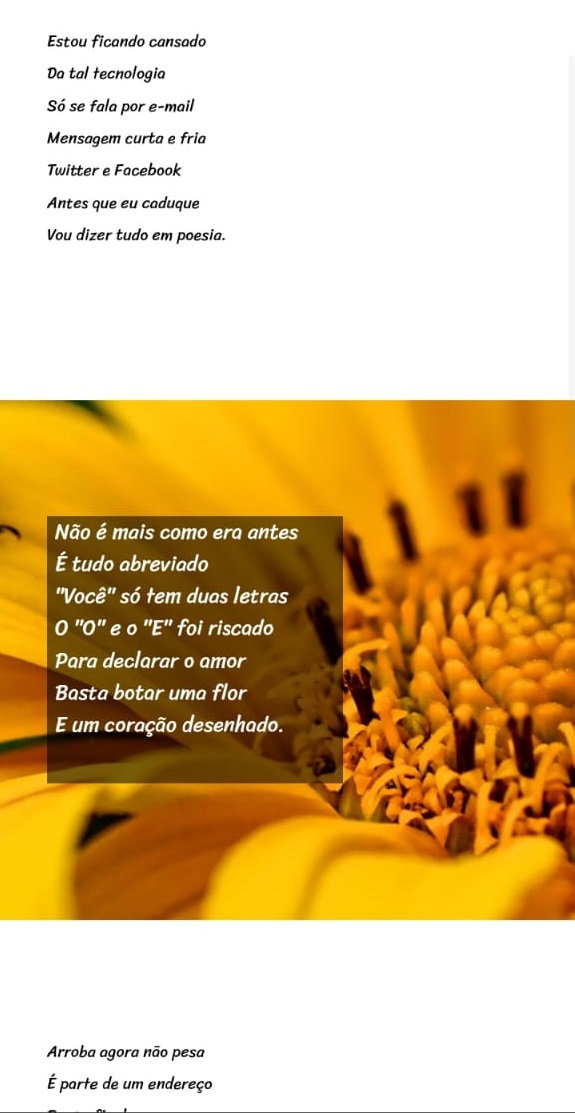 Estou ficando cansado
Da tal tecnologia
Só se fala por e-mail
Mensagem curta e fria
Twitter e Facebook
Antes que eu caduque
Vou dizer tudo em poesia.
Não é mais como era antes
É tudo abreviado
"Você" só tem duas letras
O "O" e o "E" foi riscado
Para declarar o amor
Basta botar uma flor
E um coração desenhado.
Arroba agora não pesa
É parte de um endereço